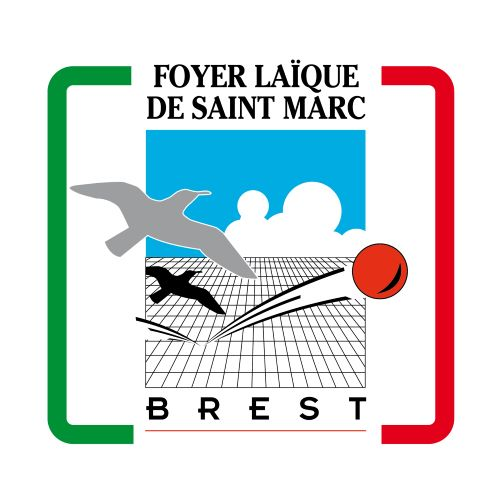 FOYER LAÏQUE
DE SAINT MARC
BREST